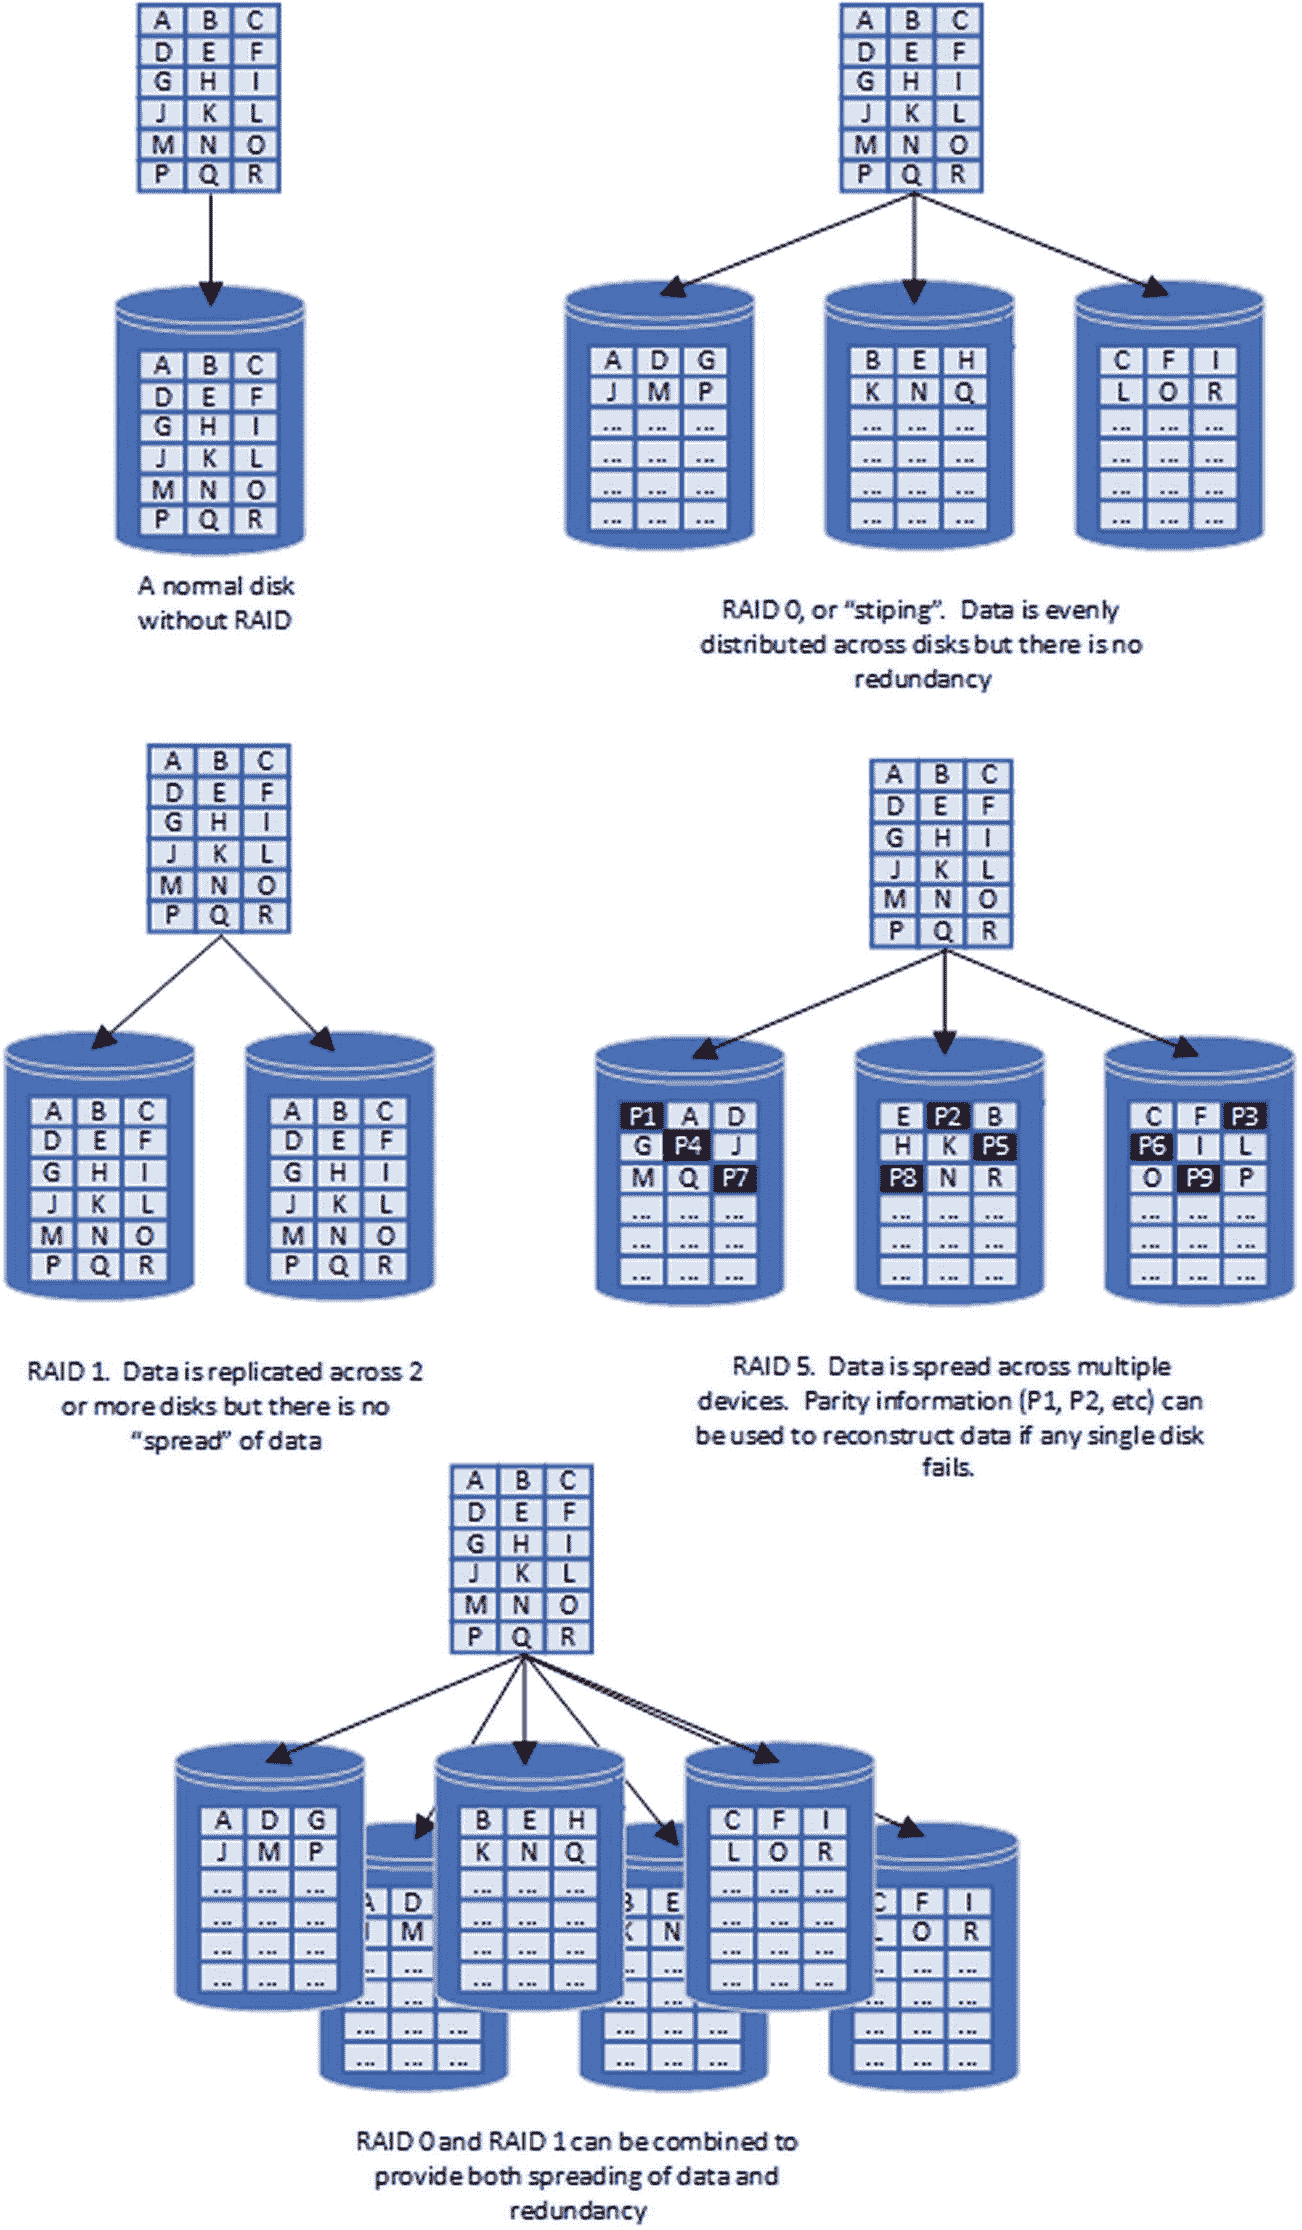 A B C
D E F
G H I
J K L
M N O
P Q R
A B C
D E F
G H I
J K L
M N O
P Q R
A normal disk
without RAID
A B C
D E F
G H I
J K L
M N O
P Q R
A D G
J M P
... ... ...
... ... ...
... ... ...
... ... ...
B E H
K N Q
... ... ...
... ... ...
... ... ...
... ... ...
C F I
L O R
... ... ...
... ... ...
... ... ...
... ... ...
RAID 0, or “stiping”. Data is evenly
distributed across disks but there is no
redundancy
A B C
D E F
G H I
J K L
M N O
P Q R
A B C
D E F
G H I
J K L
M N O
P Q R
A B C
D E F
G H I
J K L
M N O
P Q R
RAID 1. Data is replicated across 2
or more disks but there is no
“spread” of data
A B C
D E F
G H I
J K L
M N O
P Q R
P1 A D
G P4 J
M Q P7
... ... ...
... ... ...
... ... ...
E P2 B
H K P5
P8 N R
... ... ...
... ... ...
... ... ...
C F P3
P6 I L
O P9 P
... ... ...
... ... ...
... ... ...
RAID 5. Data is spread across multiple
devices. Parity information (P1, P2, etc) can
be used to reconstruct data if any single disk
fails.
A B C
D E F
G H I
J K L
M N O
P Q R
A D G
J M P
... ... ...
... ... ...
... ... ...
... ... ...
B E H
K N Q
... ... ...
... ... ...
... ... ...
... ... ...
C F I
L O R
... ... ...
... ... ...
... ... ...
... ... ...
A D
M
... ...
... ...
... ... ...
... ... ...
B E
K N
... ...
... ...
... ... ...
... ... ...
C F I
L O R
... ... ...
... ... ...
... ... ...
... ... ...
RAID 0 and RAID 1 can be combined to
provide both spreading of data and
redundancy